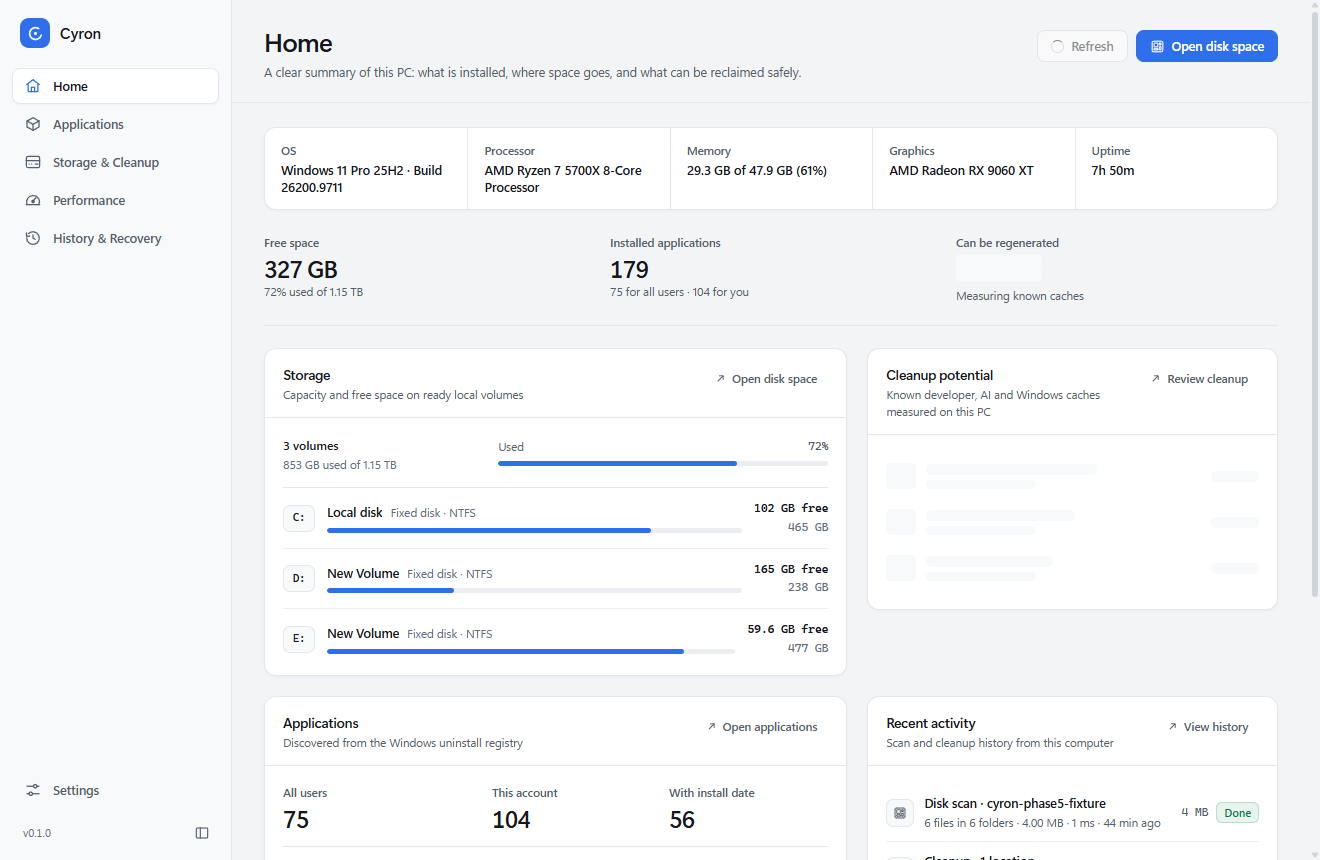 Cyron
Home
Applications
Storage & Cleanup
Performance
History & Recovery
Settings
v0.1.0
Home
A clear summary of this PC: what is installed, where space goes, and what can be reclaimed safely.
Refresh
Open disk space
OS
Windows 11 Pro 25H2 · Build
26200.9711
Processor
AMD Ryzen 7 5700X 8-Core
Processor
Memory
29.3 GB of 47.9 GB (61%)
Graphics
AMD Radeon RX 9060 XT
Uptime
7h 50m
Free space
327 GB
72% used of 1.15 TB
Installed applications
179
75 for all users · 104 for you
Can be regenerated
Measuring known caches
Storage
Capacity and free space on ready local volumes
Open disk space
3 volumes
853 GB used of 1.15 TB
Used
72%
C:
Local disk Fixed disk · NTFS
102 GB free
465 GB
D:
New Volume Fixed disk · NTFS
165 GB free
238 GB
E:
New Volume Fixed disk · NTFS
59.6 GB free
477 GB
Cleanup potential
Known developer, AI and Windows caches
measured on this PC
Review cleanup
Applications
Discovered from the Windows uninstall registry
Open applications
All users
75
This account
104
With install date
56
Recent activity
Scan and cleanup history from this computer
View history
Disk scan · cyron-phase5-fixture
6 files in 6 folders · 4.00 MB · 1 ms · 44 min ago
4 MB
Done
Cleanup · 1 location